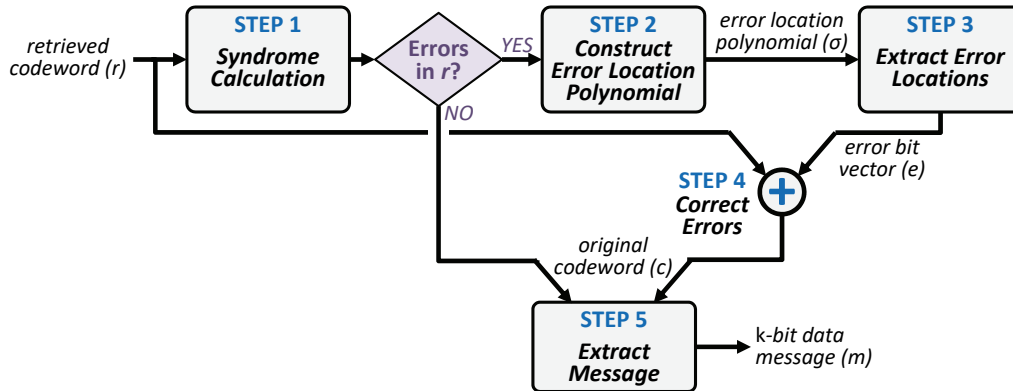 STEP 1
Syndrome
Calculation
retrieved
codeword (r)
Errors
in r?
YES
NO
STEP 2
Construct
Error Location
Polynomial
error location
polynomial (σ)
STEP 3
Extract Error
Locations
error bit
vector (e)
STEP 4
Correct
Errors
original
codeword (c)
STEP 5
Extract
Message
k-bit data
message (m)